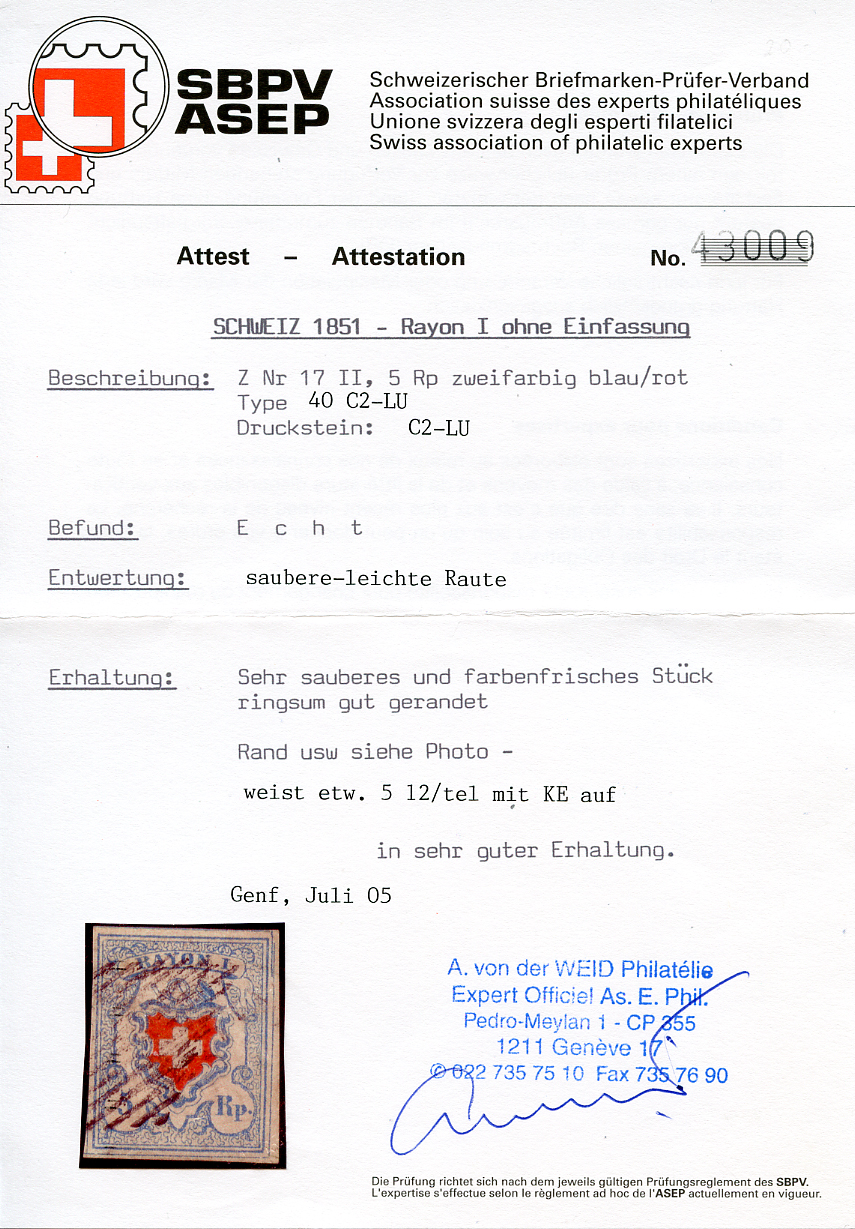 SBPV
ASEP
Schweizerischer Briefmarken-Prüfer-Verband
Association suisse des experts philatéliques
Unione svizzera degli esperti filatelici
Swiss association of philatelic experts
Attest – Attestation No. 43009
SCHWEIZ 1851 - Rayon I ohne Einfassung
Beschreibung: Z Nr 17 II, 5 Rp zweifarbig blau/rot
Type 40 C2-LU
Druckstein: C2-LU
Befund: E c h t
Entwertung: saubere-leichte Raute
Erhaltung: Sehr sauberes und farbenfrisches Stück
ringsum gut gerandet
Rand usw siehe Photo -
weist etw. 5 12/tel mit KE auf
in sehr guter Erhaltung.
Genf, Juli 05
RAYON I.
5 Rp.
A. von der WEID Philatélie
Expert Officiel As. E. Phil.
Pedro-Meylan 1 - CP 355
1211 Genève 17
✆ 022 735 75 10 Fax 735 76 90
Die Prüfung richtet sich nach dem jeweils gültigen Prüfungsreglement des SBPV.
L'expertise s'effectue selon le règlement ad hoc de l'ASEP actuellement en vigueur.